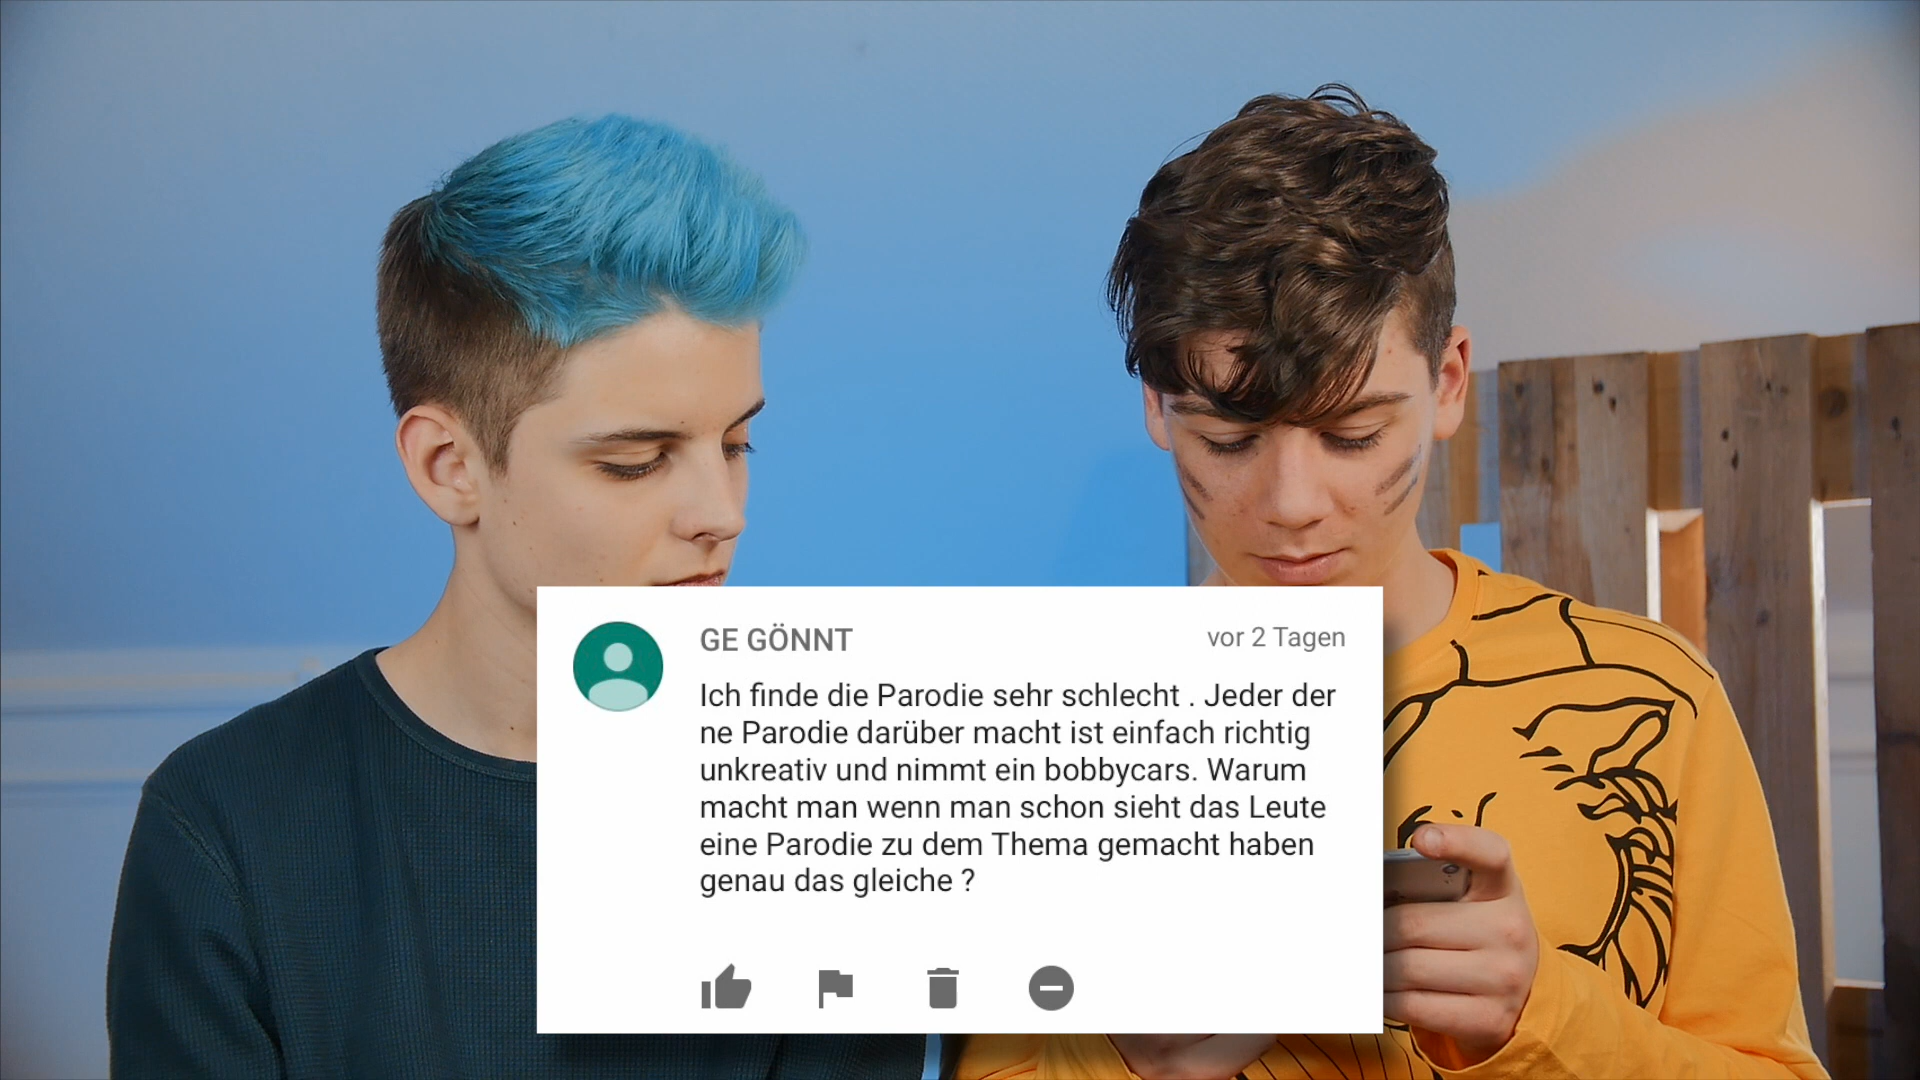 GE GÖNNT
vor 2 Tagen
Ich finde die Parodie sehr schlecht . Jeder der
ne Parodie darüber macht ist einfach richtig
unkreativ und nimmt ein bobbycars. Warum
macht man wenn man schon sieht das Leute
eine Parodie zu dem Thema gemacht haben
genau das gleiche ?